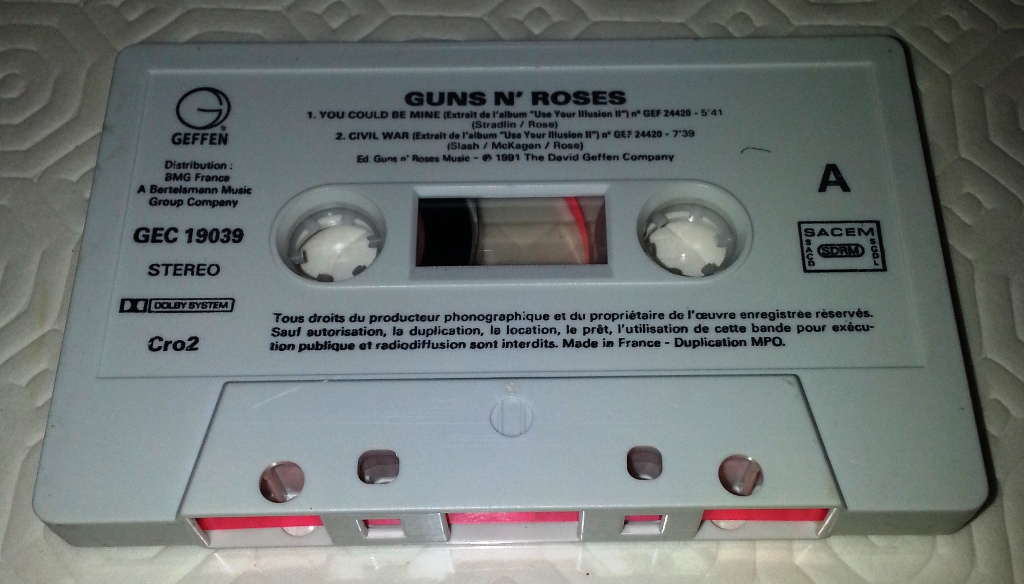 GUNS N' ROSES
1. YOU COULD BE MINE (Extrait de l'album "Use Your Illusion II") n° GEF 24420 - 5'41
(Stradlin / Rose)
2. CIVIL WAR (Extrait de l'album "Use Your Illusion II") n° GEF 24420 - 7'39
(Slash / McKagan / Rose)
Ed. Guns n' Roses Music - ℗ 1991 The David Geffen Company
G
GEFFEN
Distribution :
BMG France
A Bertelsmann Music
Group Company
GEC 19039
STEREO
DOLBY SYSTEM
Cro2
A
SACEM
SACD
SDRM
SGDL
Tous droits du producteur phonographique et du propriétaire de l'œuvre enregistrée réservés.
Sauf autorisation, la duplication, la location, le prêt, l'utilisation de cette bande pour exécu-
tion publique et radiodiffusion sont interdits. Made in France - Duplication MPO.